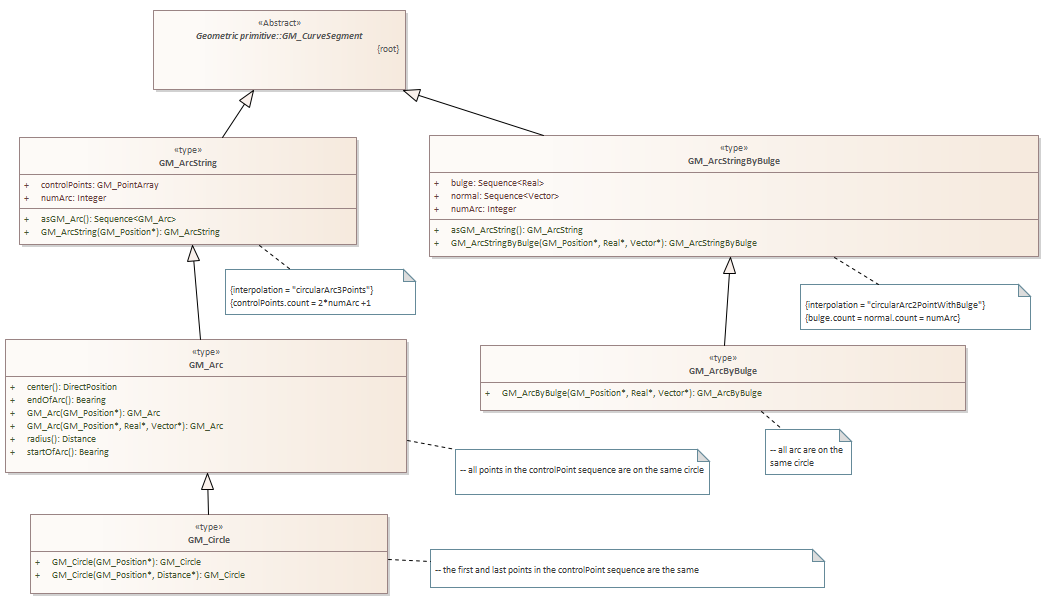 «Abstract»
Geometric primitive::GM_CurveSegment
{root}
«type»
GM_ArcString
+ controlPoints: GM_PointArray
+ numArc: Integer
+ asGM_Arc(): Sequence<GM_Arc>
+ GM_ArcString(GM_Position*): GM_ArcString
«type»
GM_ArcStringByBulge
+ bulge: Sequence<Real>
+ normal: Sequence<Vector>
+ numArc: Integer
+ asGM_ArcString(): GM_ArcString
+ GM_ArcStringByBulge(GM_Position*, Real*, Vector*): GM_ArcStringByBulge
{interpolation = "circularArc3Points"}
{controlPoints.count = 2*numArc +1
{interpolation = "circularArc2PointWithBulge"}
{bulge.count = normal.count = numArc}
«type»
GM_Arc
+ center(): DirectPosition
+ endOfArc(): Bearing
+ GM_Arc(GM_Position*): GM_Arc
+ GM_Arc(GM_Position*, Real*, Vector*): GM_Arc
+ radius(): Distance
+ startOfArc(): Bearing
«type»
GM_ArcByBulge
+ GM_ArcByBulge(GM_Position*, Real*, Vector*): GM_ArcByBulge
-- all points in the controlPoint sequence are on the same circle
-- all arc are on the
same circle
«type»
GM_Circle
+ GM_Circle(GM_Position*): GM_Circle
+ GM_Circle(GM_Position*, Distance*): GM_Circle
-- the first and last points in the controlPoint sequence are the same